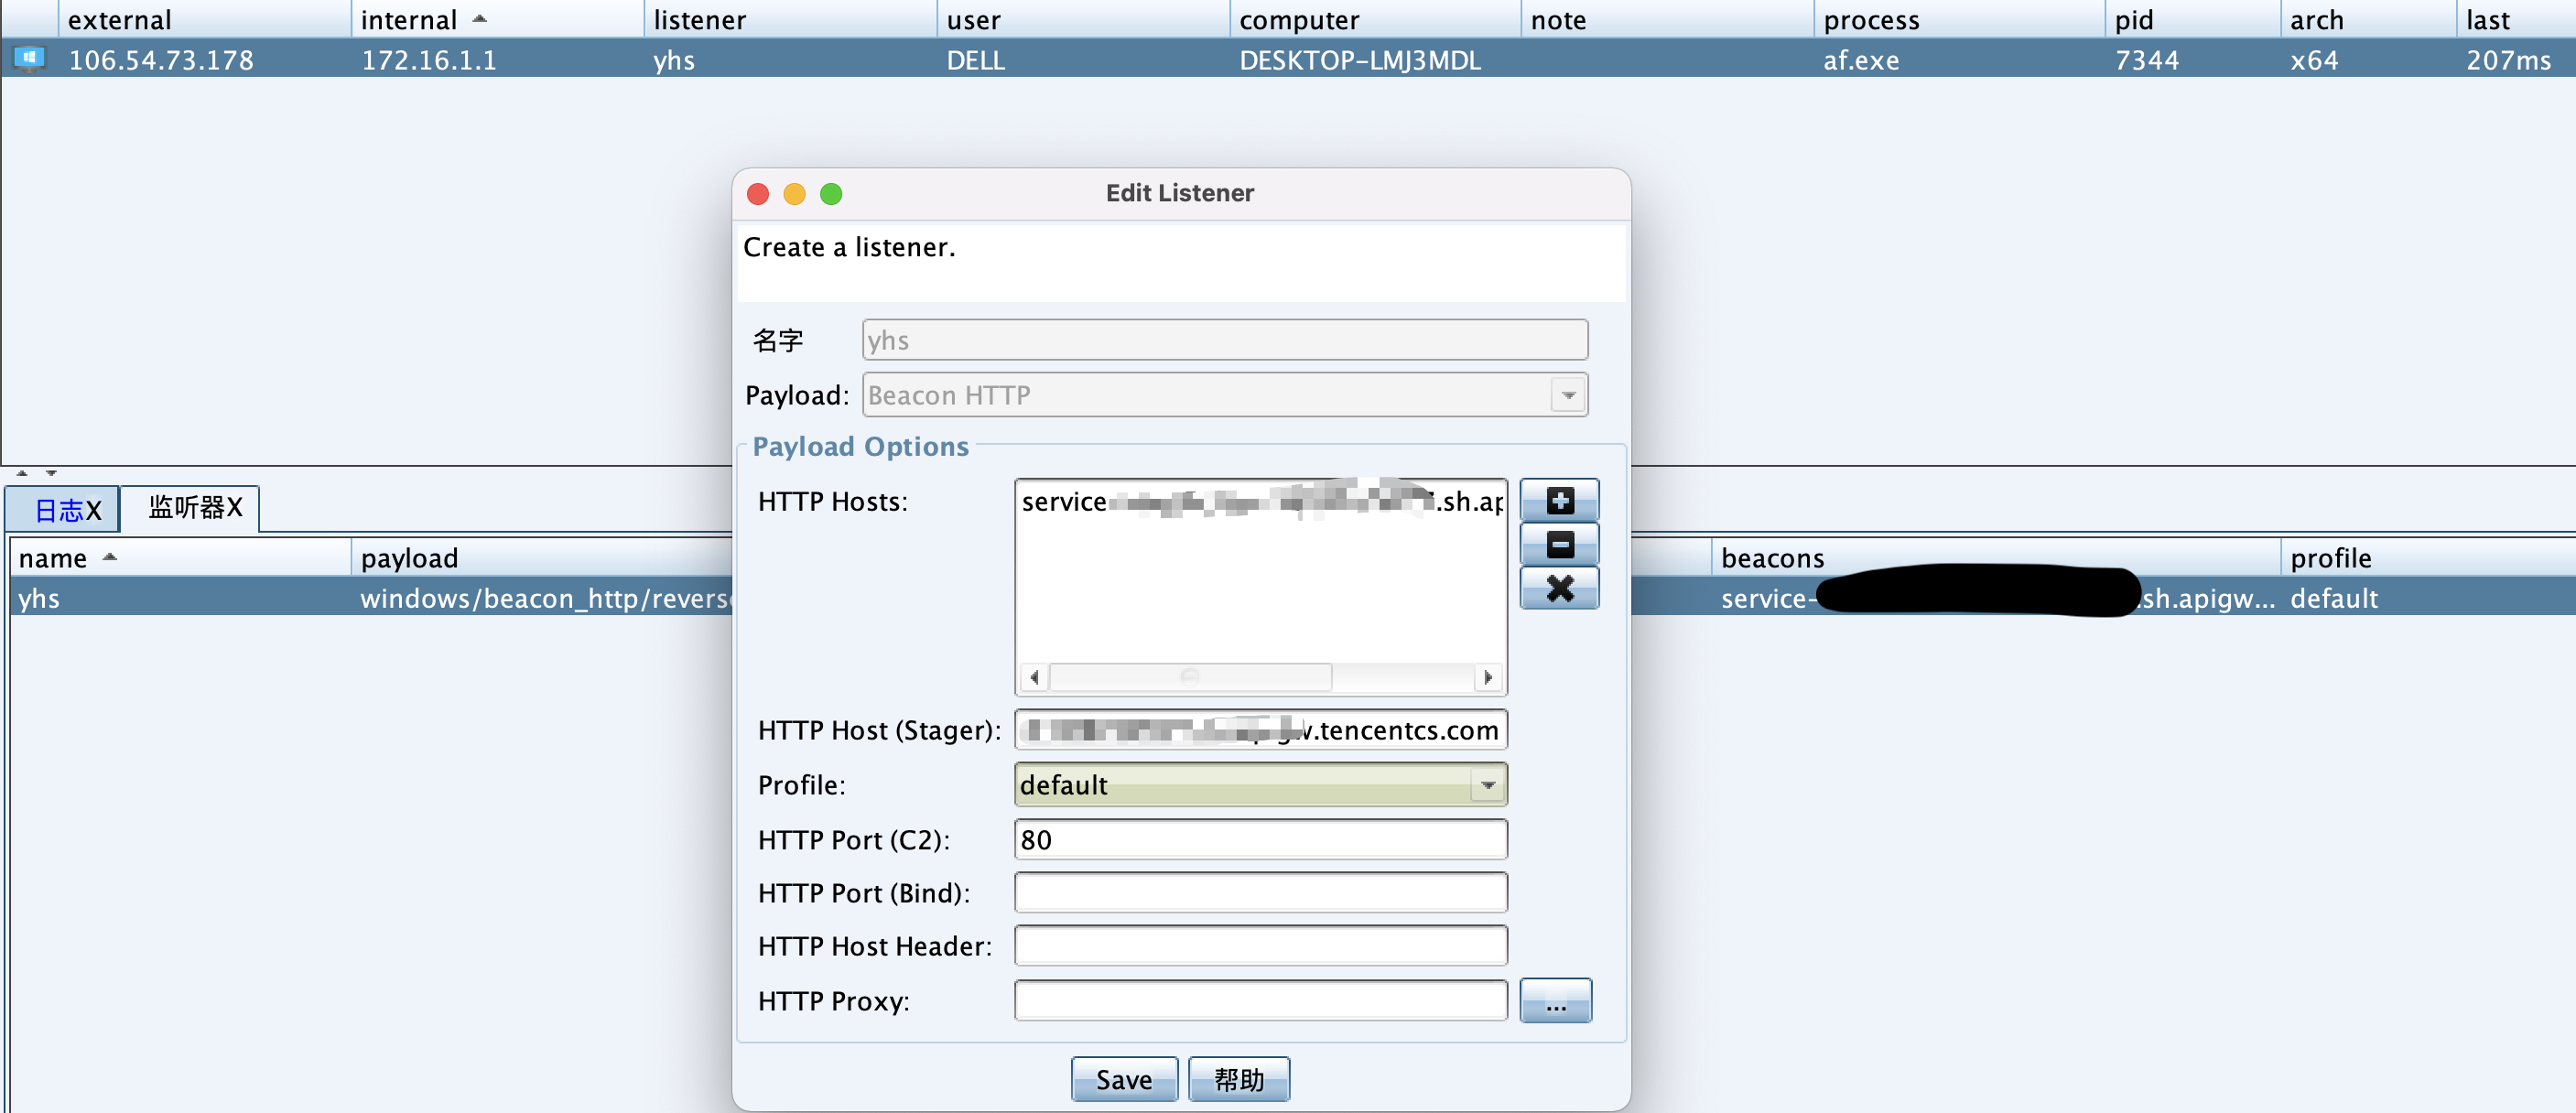 external internal listener user computer note process pid arch last
106.54.73.178 172.16.1.1 yhs DELL DESKTOP-LMJ3MDL af.exe 7344 x64 207ms
Edit Listener
Create a listener.
名字 yhs
Payload: Beacon HTTP
Payload Options
HTTP Hosts: service .sh.ap
HTTP Host (Stager): .tencentcs.com
Profile: default
HTTP Port (C2): 80
HTTP Port (Bind):
HTTP Host Header:
HTTP Proxy: ...
Save 帮助
日志X 监听器X
name payload beacons profile
yhs windows/beacon_http/revers service- .sh.apigw... default